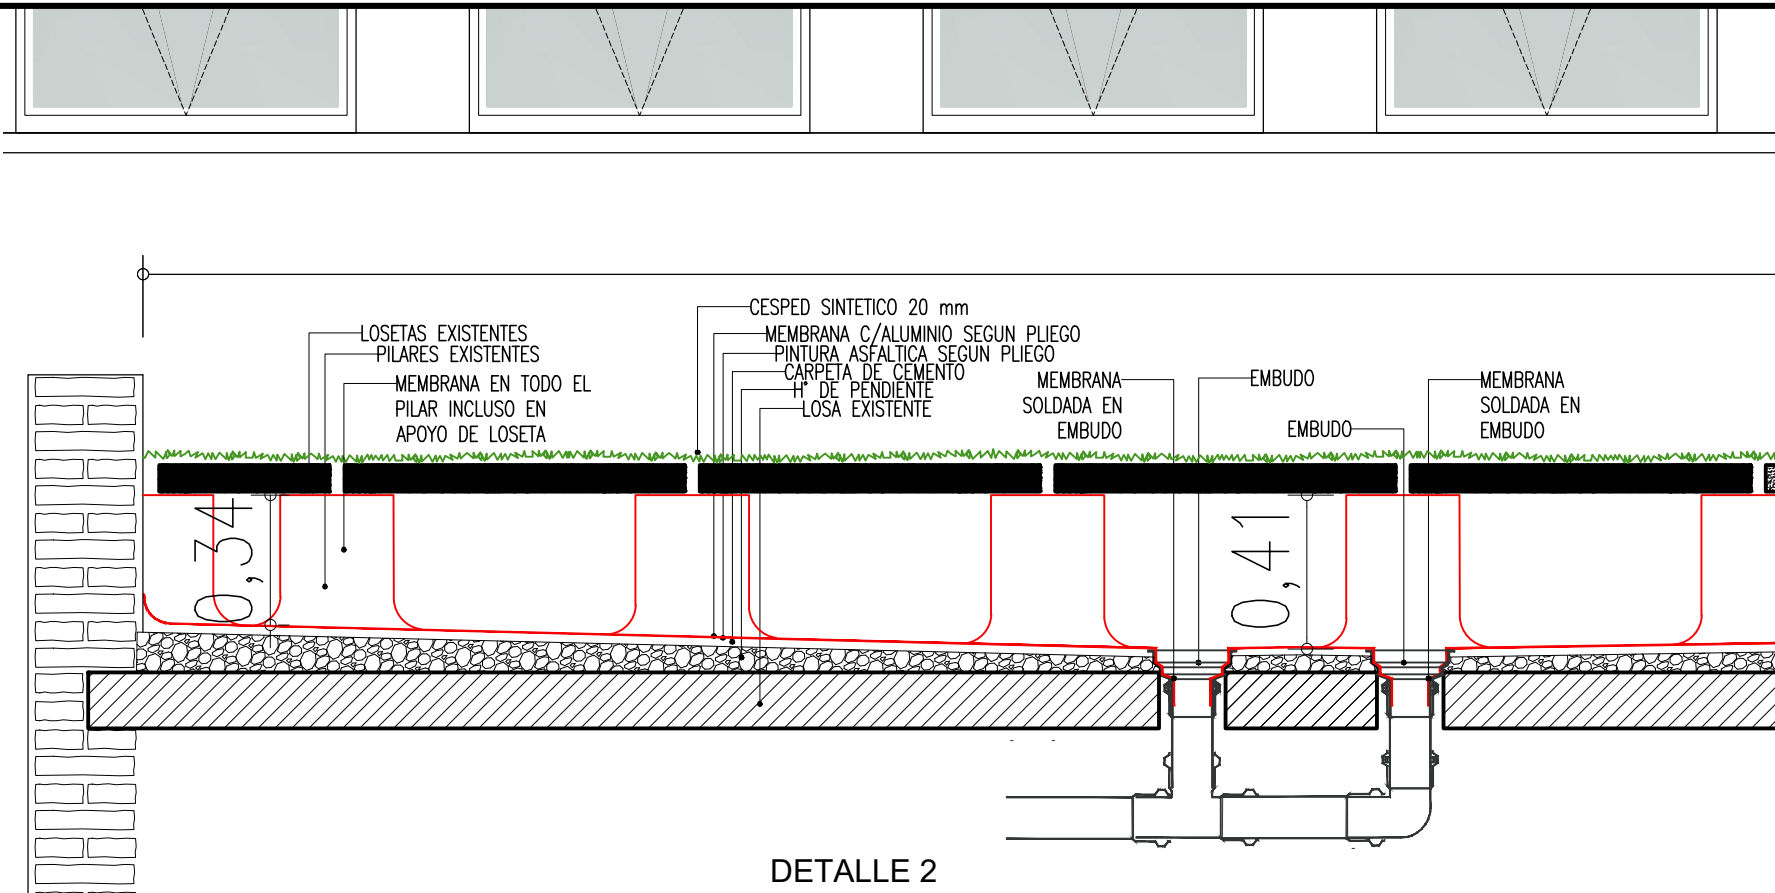 CESPED SINTETICO 20 mm
LOSETAS EXISTENTES
MEMBRANA C/ALUMINIO SEGUN PLIEGO
PILARES EXISTENTES
PINTURA ASFALTICA SEGUN PLIEGO
CARPETA DE CEMENTO
H° DE PENDIENTE
LOSA EXISTENTE
MEMBRANA EN TODO EL
PILAR INCLUSO EN
APOYO DE LOSETA
MEMBRANA
SOLDADA EN
EMBUDO
EMBUDO
EMBUDO
MEMBRANA
SOLDADA EN
EMBUDO
0,34
0,41
DETALLE 2